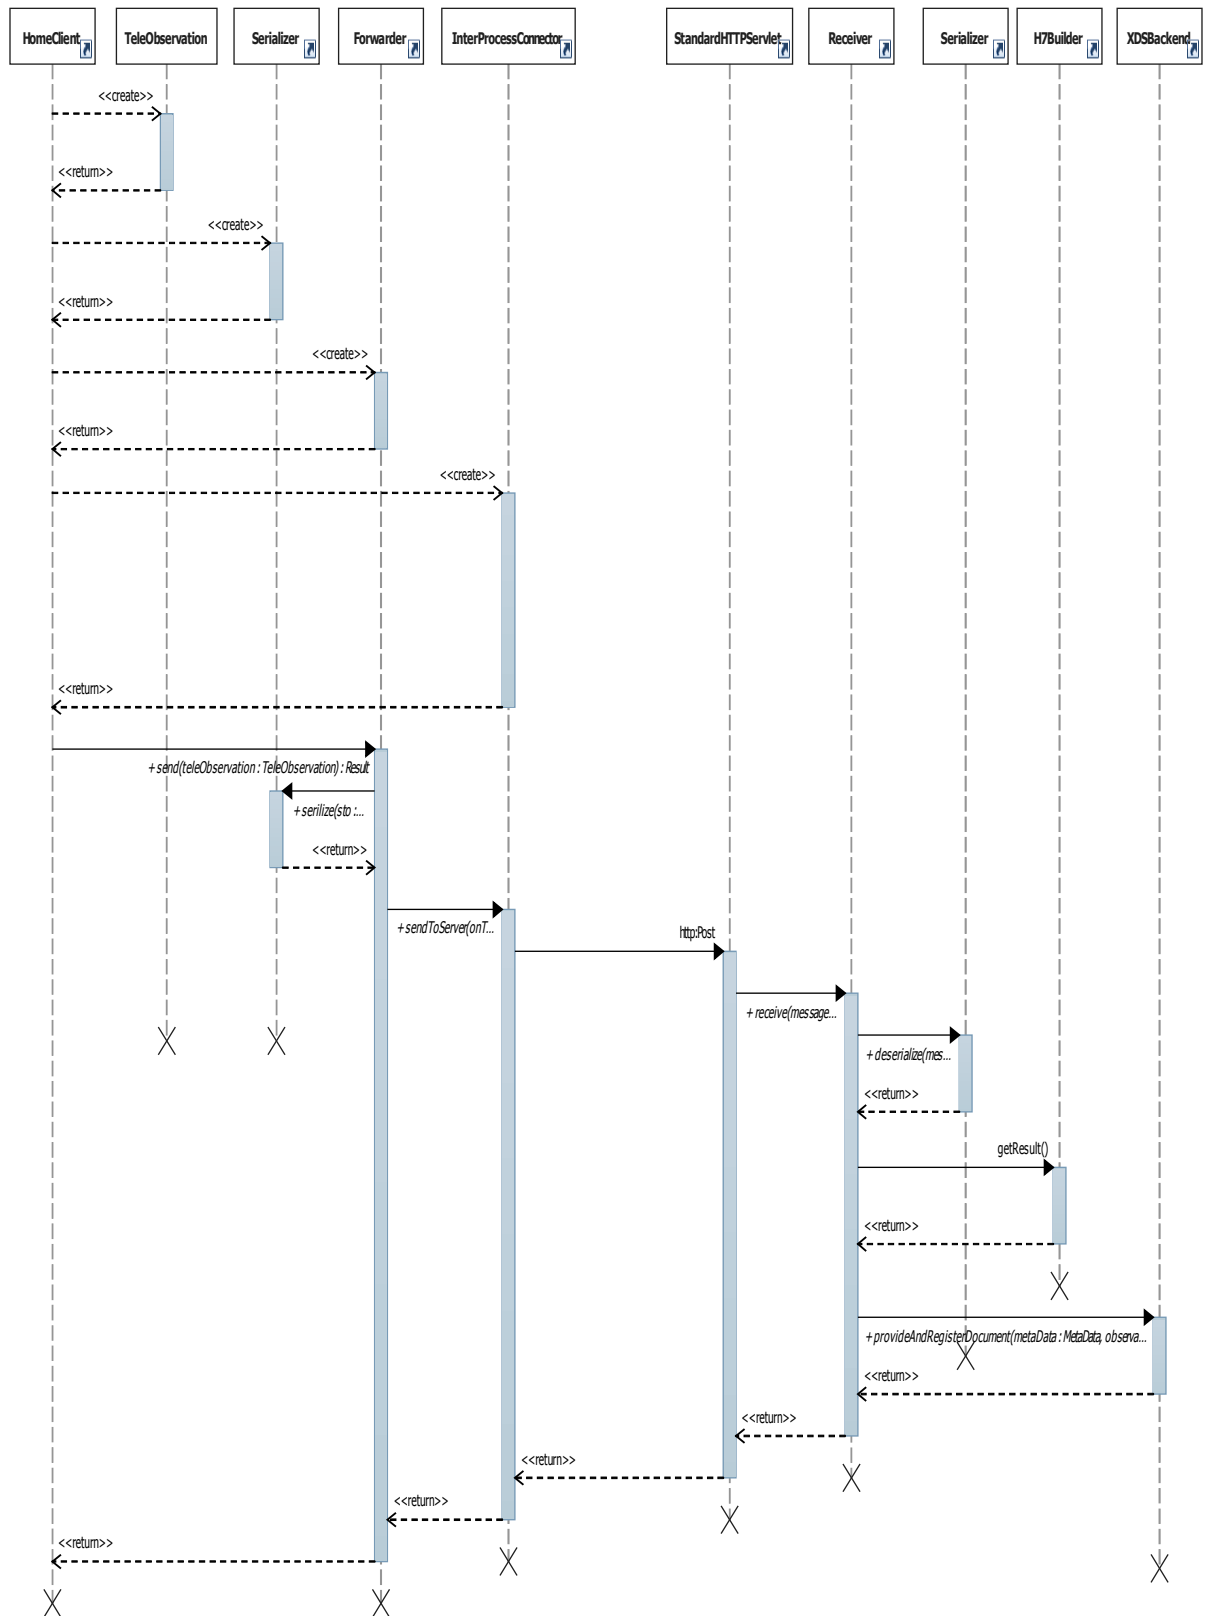 HomeClient
TeleObservation
Serializer
Forwarder
InterProcessConnector
StandardHTTPServlet
Receiver
Serializer
H7Builder
XDSBackend
<<create>>
<<return>>
<<create>>
<<return>>
<<create>>
<<return>>
<<create>>
<<return>>
+ send(teleObservation : TeleObservation) : Result
+ serilize(sto :...
<<return>>
+ sendToServer(onT...
http:Post
+ receive(message...
+ deserialize(mes...
<<return>>
getResult()
<<return>>
+ provideAndRegisterDocument(metaData : MetaData, observa...
<<return>>
<<return>>
<<return>>
<<return>>
<<return>>